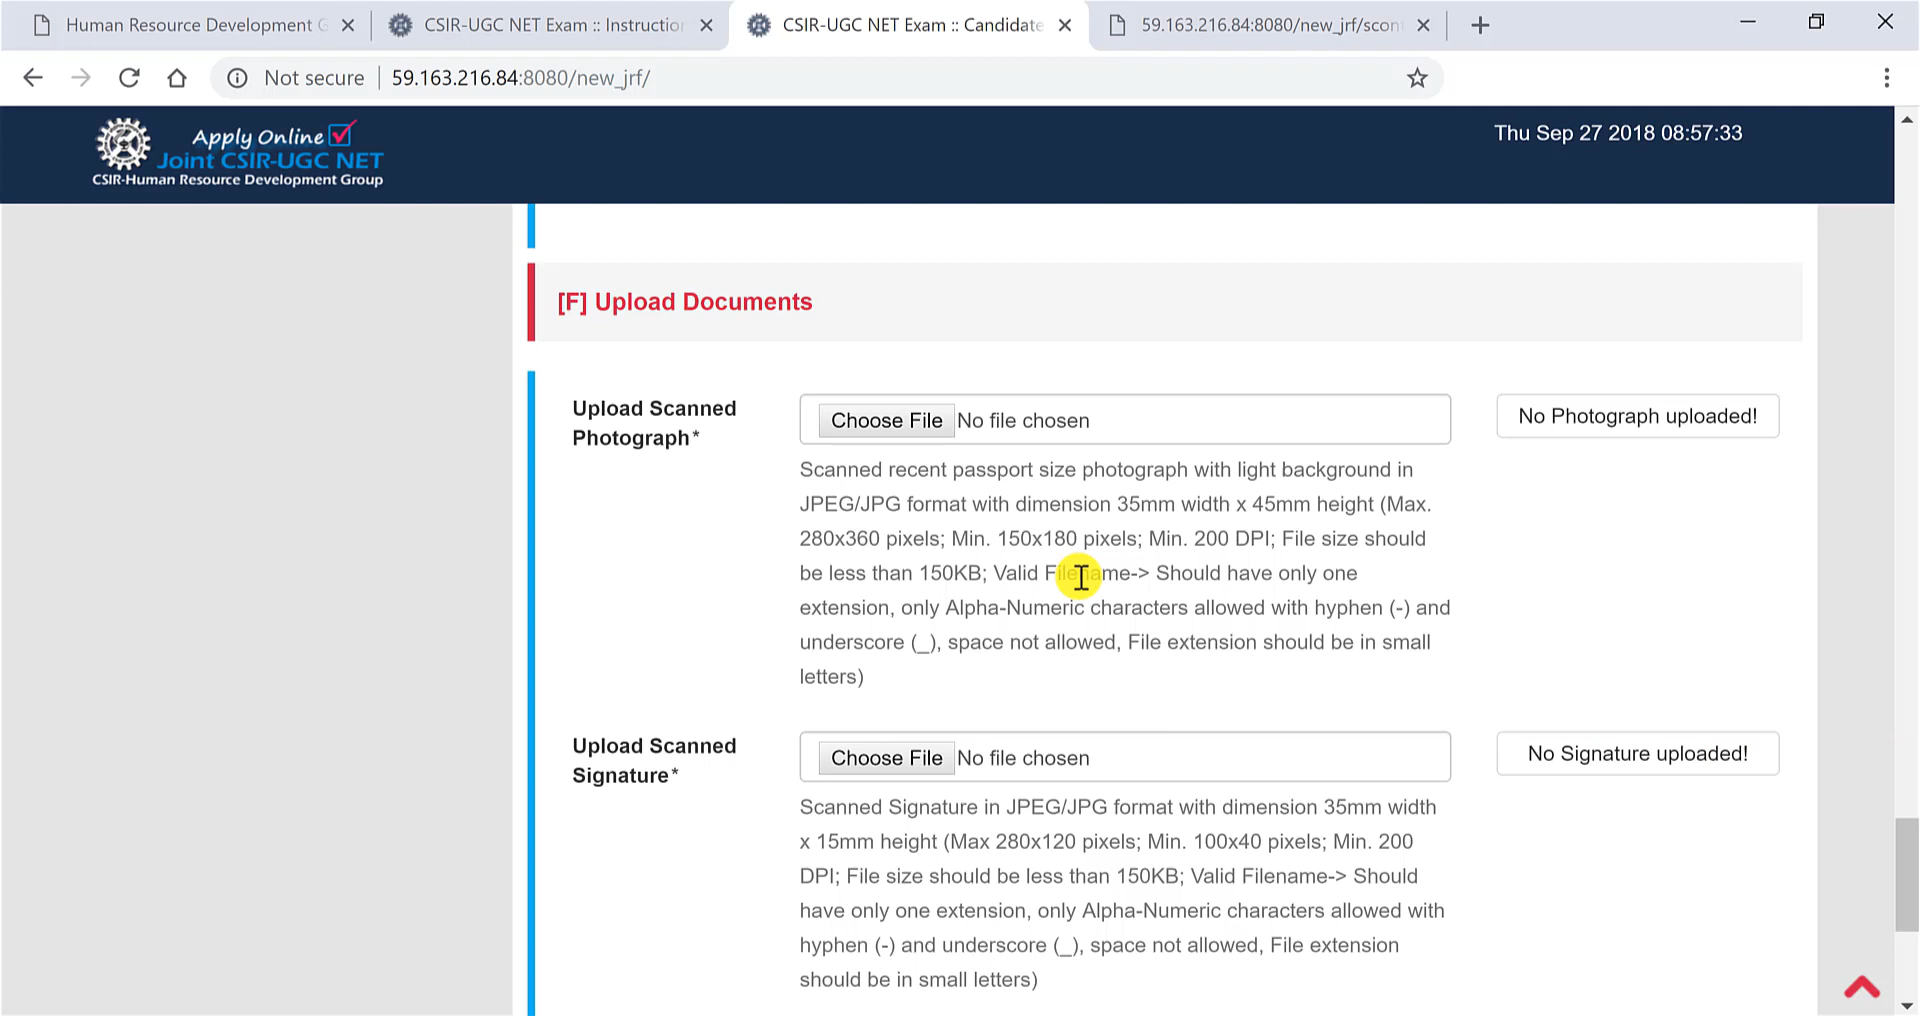 Human Resource Development G
CSIR-UGC NET Exam :: Instruction
CSIR-UGC NET Exam :: Candidate
59.163.216.84:8080/new_jrf/scon
Not secure
59.163.216.84:8080/new_jrf/
Apply Online
Joint CSIR-UGC NET
CSIR-Human Resource Development Group
Thu Sep 27 2018 08:57:33
[F] Upload Documents
Upload Scanned
Photograph*
Choose File No file chosen
No Photograph uploaded!
Scanned recent passport size photograph with light background in
JPEG/JPG format with dimension 35mm width x 45mm height (Max.
280x360 pixels; Min. 150x180 pixels; Min. 200 DPI; File size should
be less than 150KB; Valid Filename-> Should have only one
extension, only Alpha-Numeric characters allowed with hyphen (-) and
underscore (_), space not allowed, File extension should be in small
letters)
Upload Scanned
Signature*
Choose File No file chosen
No Signature uploaded!
Scanned Signature in JPEG/JPG format with dimension 35mm width
x 15mm height (Max 280x120 pixels; Min. 100x40 pixels; Min. 200
DPI; File size should be less than 150KB; Valid Filename-> Should
have only one extension, only Alpha-Numeric characters allowed with
hyphen (-) and underscore (_), space not allowed, File extension
should be in small letters)